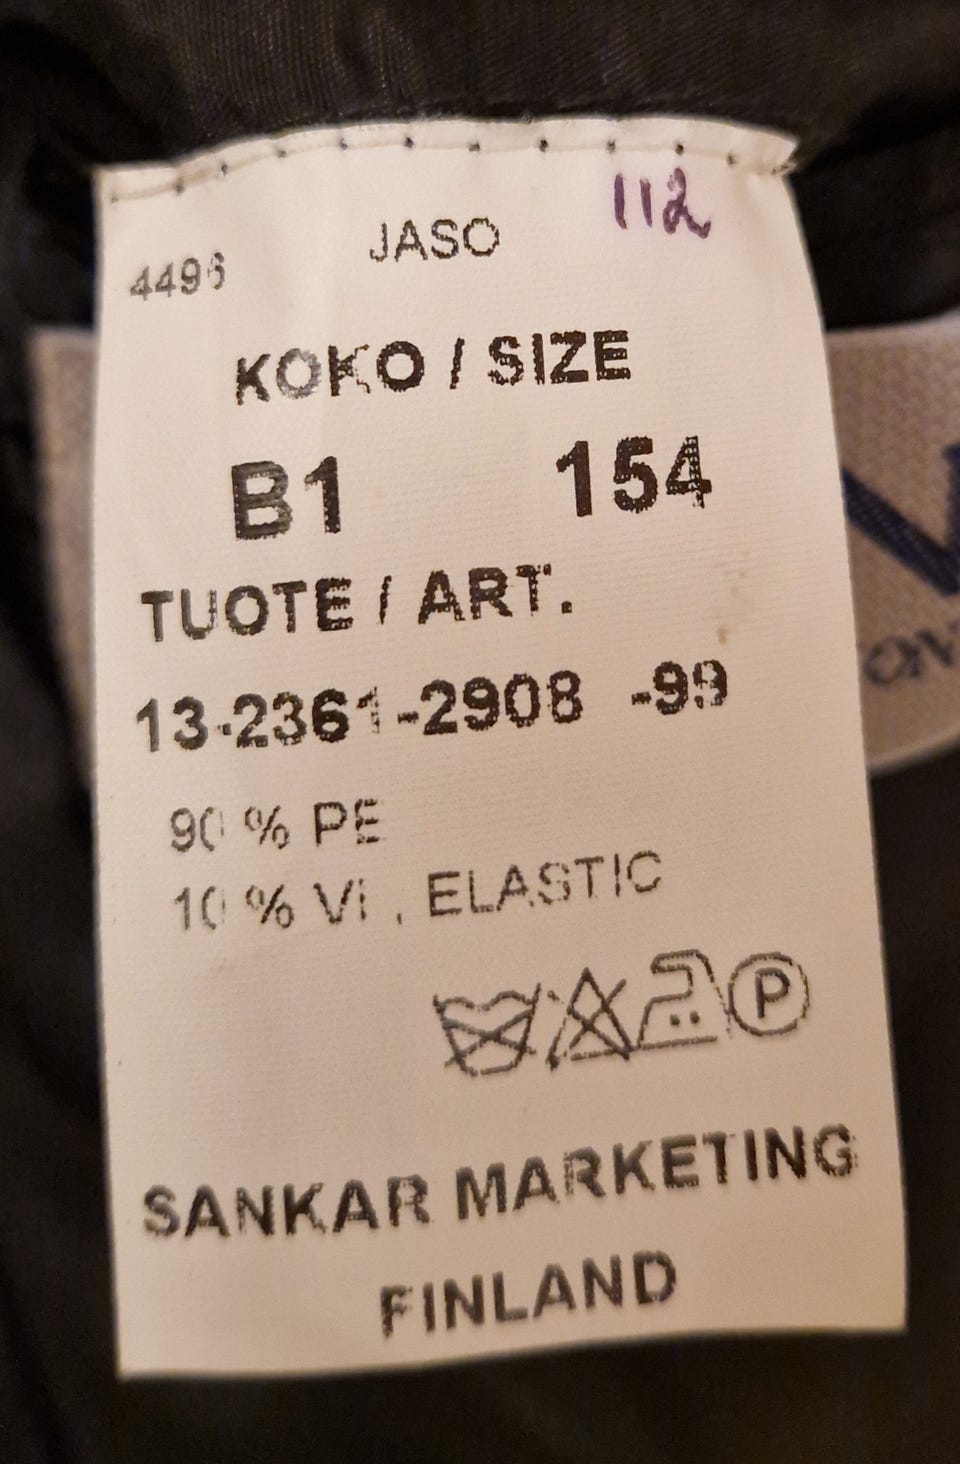 112
JASO
4496
KOKO / SIZE
B1 154
TUOTE / ART.
13-2361-2908 -99
90 % PE
10 % VI , ELASTIC
P
SANKAR MARKETING
FINLAND